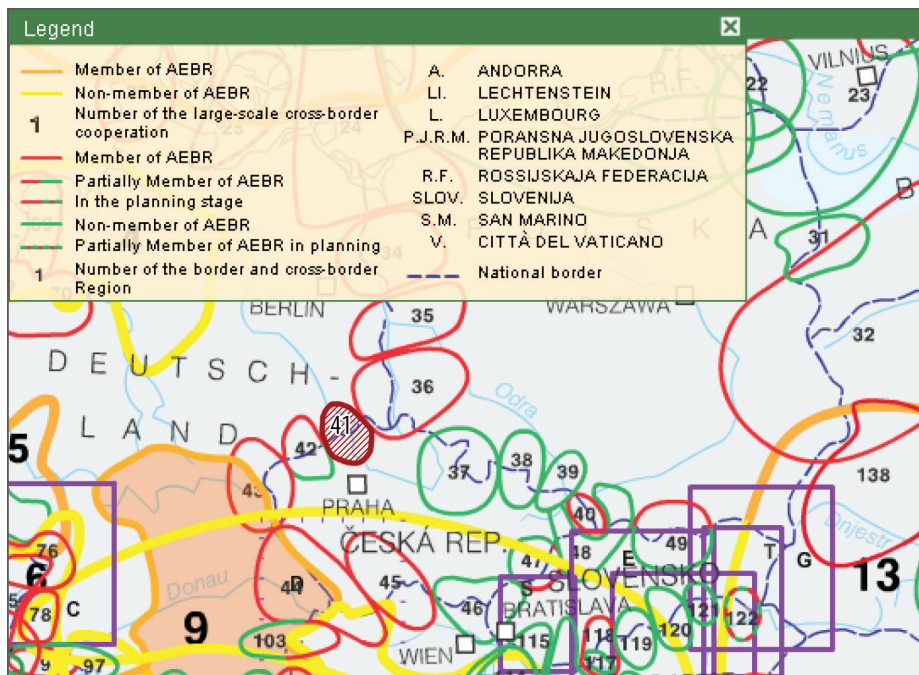 Legend
Member of AEBR
Non-member of AEBR
1 Number of the large-scale cross-border
cooperation
Member of AEBR
Partially Member of AEBR
In the planning stage
Non-member of AEBR
Partially Member of AEBR in planning
1 Number of the border and cross-border
Region
A. ANDORRA
LI. LECHTENSTEIN
L. LUXEMBOURG
P.J.R.M. PORANSNA JUGOSLOVENSKA
REPUBLIKA MAKEDONJA
R.F. ROSSIJSKAJA FEDERACIJA
SLOV. SLOVENIJA
S.M. SAN MARINO
V. CITTÀ DEL VATICANO
National border
VILNIUS
22
23
Nemanus
B
A
31
34
BERLIN
WARSZAWA
35
32
DEUTSCH-
36
Odra
LAND
41
42
5
37
38
39
43
138
PRAHA
40
Dnjestr
ČESKÁ REP.
76
48
49
47
E
T
G
6
13
C
Donau
44
D
45
S
SLOVENSKO
78
46
BRATISLAVA
121
9
103
115
118
119
120
122
WIEN
97
117